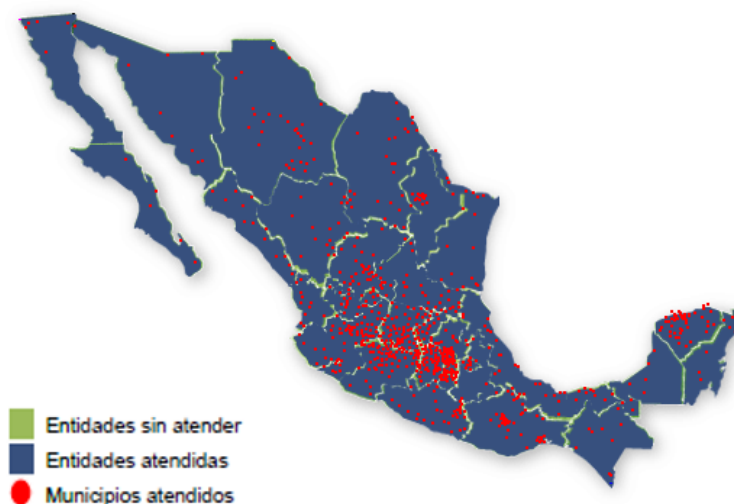 Entidades sin atender
Entidades atendidas
Municipios atendidos